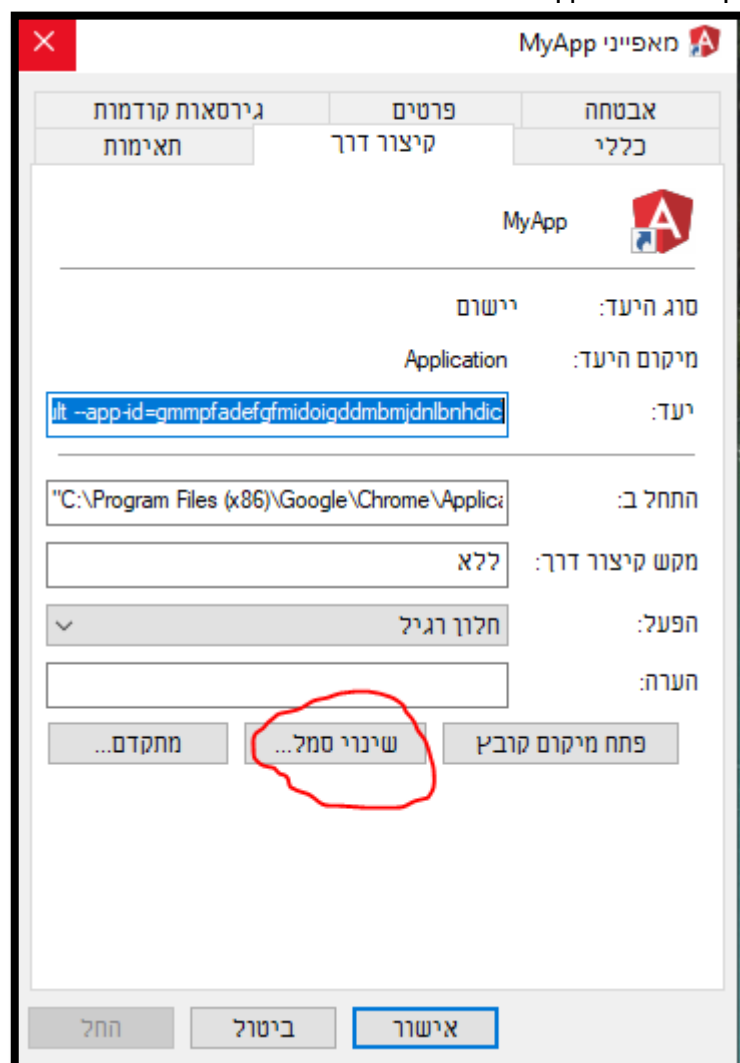 מאפייני MyApp
אבטחה פרטים גירסאות קודמות
כללי קיצור דרך תאימות
MyApp
סוג היעד: יישום
מיקום היעד: Application
יעד: ult --app-id=gmmpfadefgfmidoigddmbmjdnlbnhdic
התחל ב: "C:\Program Files (x86)\Google\Chrome\Applica
מקש קיצור דרך: ללא
הפעל: חלון רגיל
הערה:
פתח מיקום קובץ שינוי סמל... מתקדם...
אישור ביטול החל